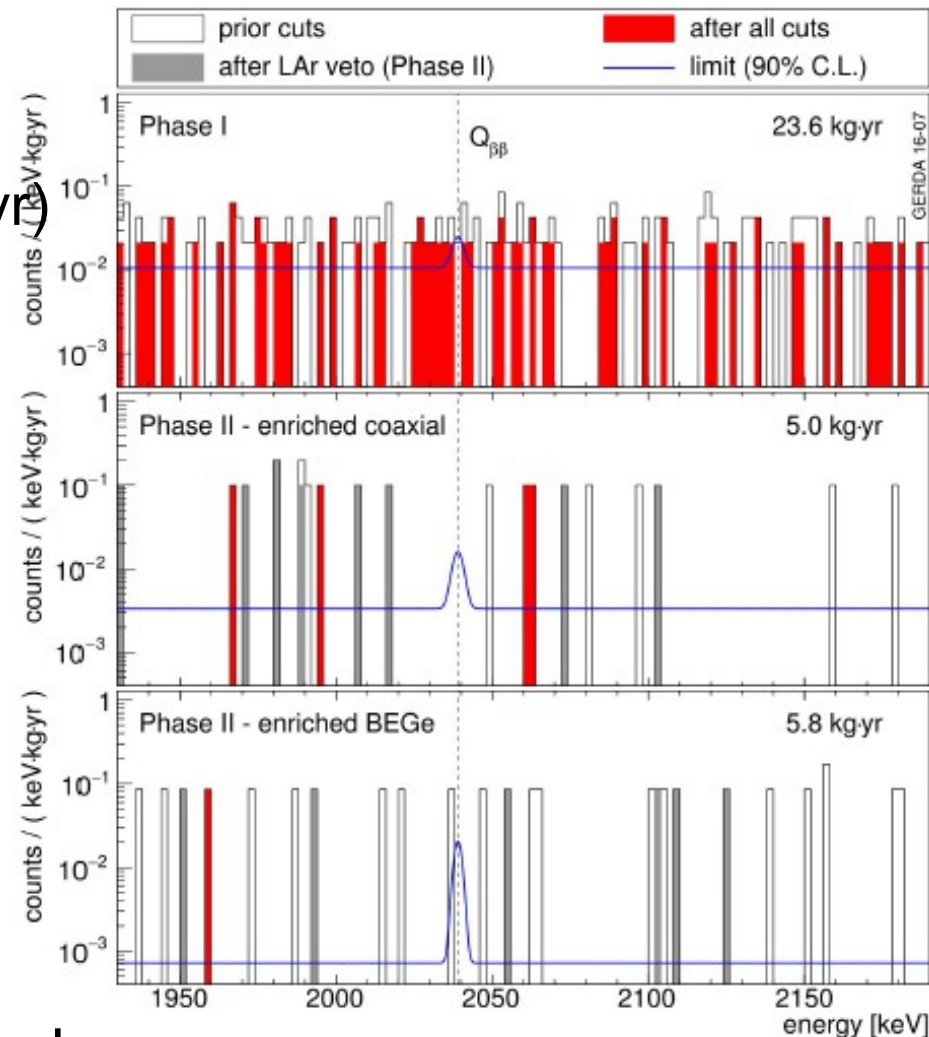 prior cuts
after all cuts
after LAr veto (Phase II)
limit (90% C.L.)
yr)
counts / ( keV·kg·yr )
1
10⁻¹
10⁻²
10⁻³
Phase I
Qββ
23.6 kg·yr
GERDA 16-07
counts / ( keV·kg·yr )
1
10⁻¹
10⁻²
10⁻³
Phase II - enriched coaxial
5.0 kg·yr
counts / ( keV·kg·yr )
1
10⁻¹
10⁻²
10⁻³
Phase II - enriched BEGe
5.8 kg·yr
1950 2000 2050 2100 2150
energy [keV]